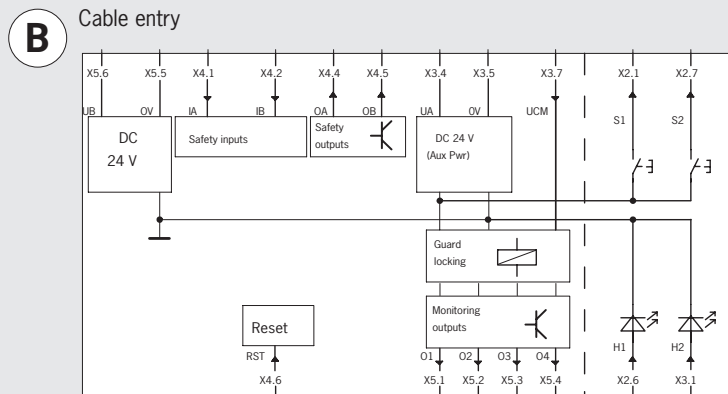 B
Cable entry
X5.6 X5.5 X4.1 X4.2 X4.4 X4.5 X3.4 X3.5 X3.7 X2.1 X2.7
UB 0V IA IB OA OB UA 0V UCM
S1 S2
DC
24 V
Safety inputs
Safety
outputs
DC 24 V
(Aux Pwr)
Guard
locking
Monitoring
outputs
Reset
H1 H2
RST O1 O2 O3 O4
X4.6 X5.1 X5.2 X5.3 X5.4 X2.6 X3.1